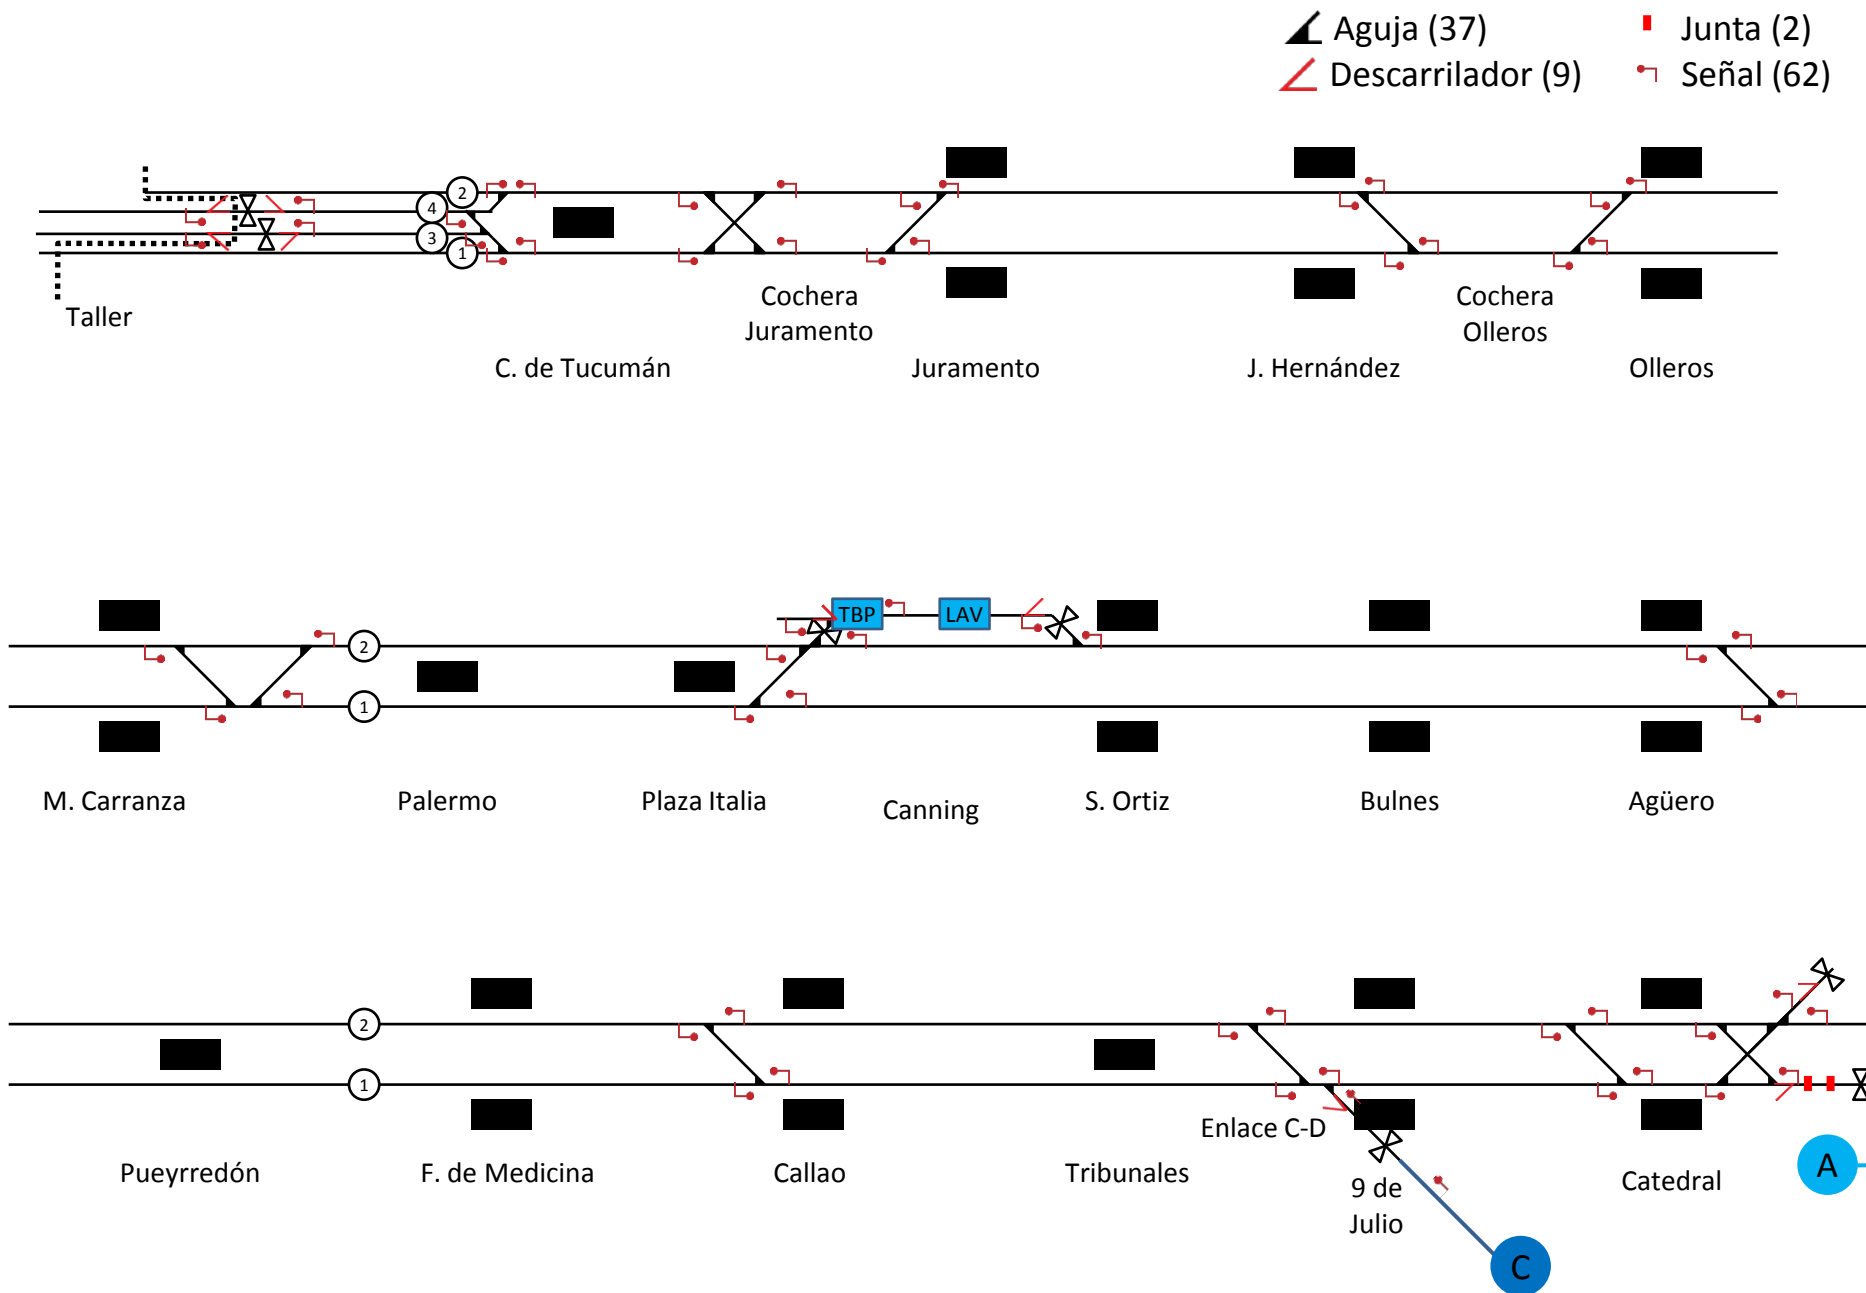 Aguja (37)
Junta (2)
Descarrilador (9)
Señal (62)
2
4
3
1
Taller
Cochera
Juramento
Cochera
Olleros
C. de Tucumán
Juramento
J. Hernández
Olleros
TBP
LAV
2
1
M. Carranza
Palermo
Plaza Italia
Canning
S. Ortiz
Bulnes
Agüero
2
1
Enlace C-D
Pueyrredón
F. de Medicina
Callao
Tribunales
9 de
Julio
Catedral
A
C